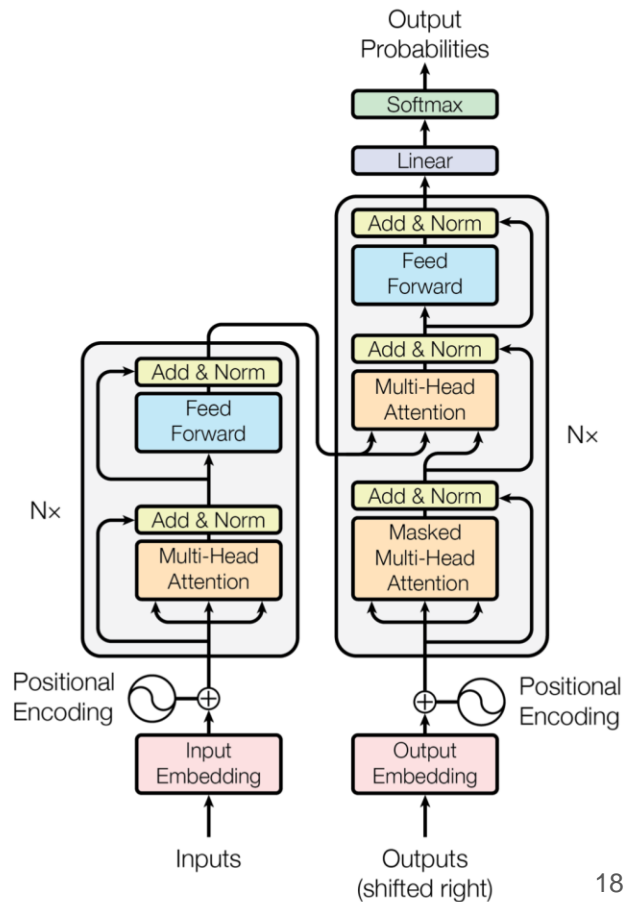 Output
Probabilities
Softmax
Linear
Add & Norm
Feed
Forward
Add & Norm
Multi-Head
Attention
Add & Norm
Masked
Multi-Head
Attention
Nx
Add & Norm
Feed
Forward
Add & Norm
Multi-Head
Attention
Nx
Positional
Encoding
Positional
Encoding
Input
Embedding
Output
Embedding
Inputs
Outputs
(shifted right)
18